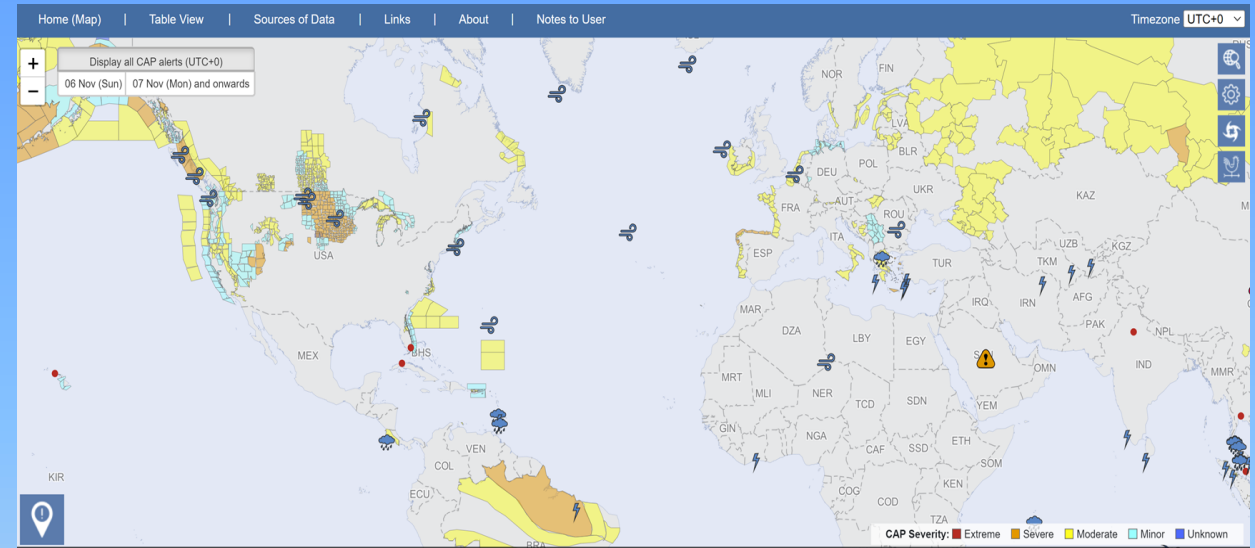 Home (Map) | Table View | Sources of Data | Links | About | Notes to User Timezone UTC+0
+ Display all CAP alerts (UTC+0)
− 06 Nov (Sun) 07 Nov (Mon) and onwards
NOR FIN
LVA
BLR
DEU POL
UKR KAZ
FRA AUT ROU
ITA
ESP UZB KGZ
USA TUR TKM
IRQ IRN AFG
MAR PAK
DZA LBY EGY NPL
MEX BHS IND
OMN
MRT MLI NER MMR
TCD SDN YEM
GIN
NGA ETH
VEN CAF SSD
COL SOM
KIR KEN
ECU COG COD
TZA
BRA
CAP Severity: Extreme Severe Moderate Minor Unknown